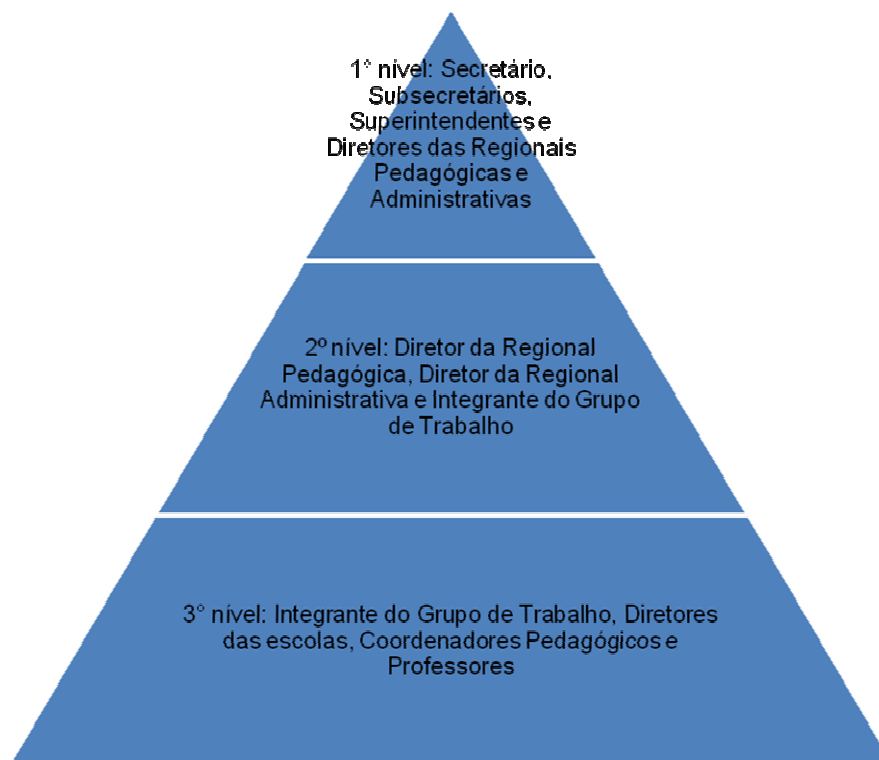 1° nível: Secretário,
Subsecretários,
Superintendentes e
Diretores das Regionais
Pedagógicas e
Administrativas
2º nível: Diretor da Regional
Pedagógica, Diretor da Regional
Administrativa e Integrante do Grupo
de Trabalho
3° nível: Integrante do Grupo de Trabalho, Diretores
das escolas, Coordenadores Pedagógicos e
Professores